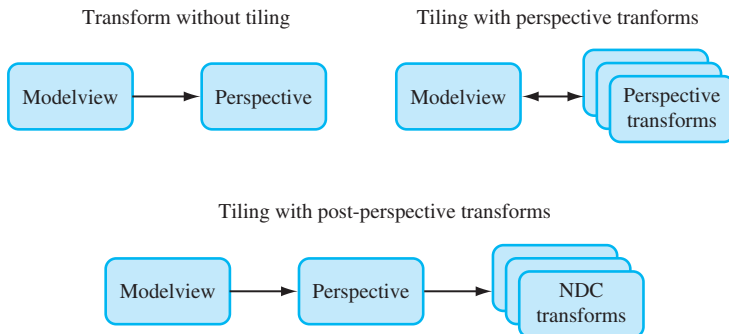 Transform without tiling
Tiling with perspective tranforms
Modelview
Perspective
Modelview
Perspective
transforms
Tiling with post-perspective transforms
Modelview
Perspective
NDC
transforms